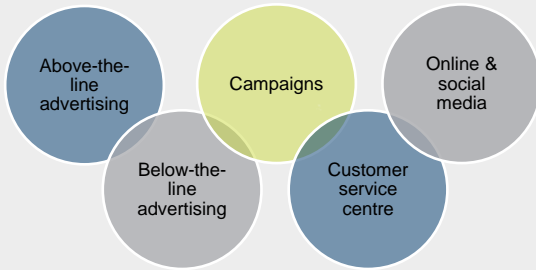 Above-the-
line
advertising
Below-the-
line
advertising
Campaigns
Customer
service
centre
Online &
social
media